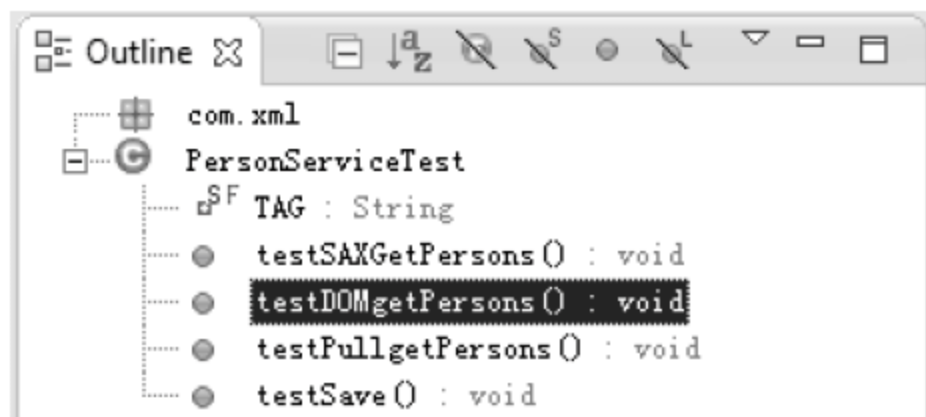 Outline
com.xml
PersonServiceTest
S F TAG : String
testSAXGetPersons() : void
testDOMgetPersons() : void
testPullgetPersons() : void
testSave() : void